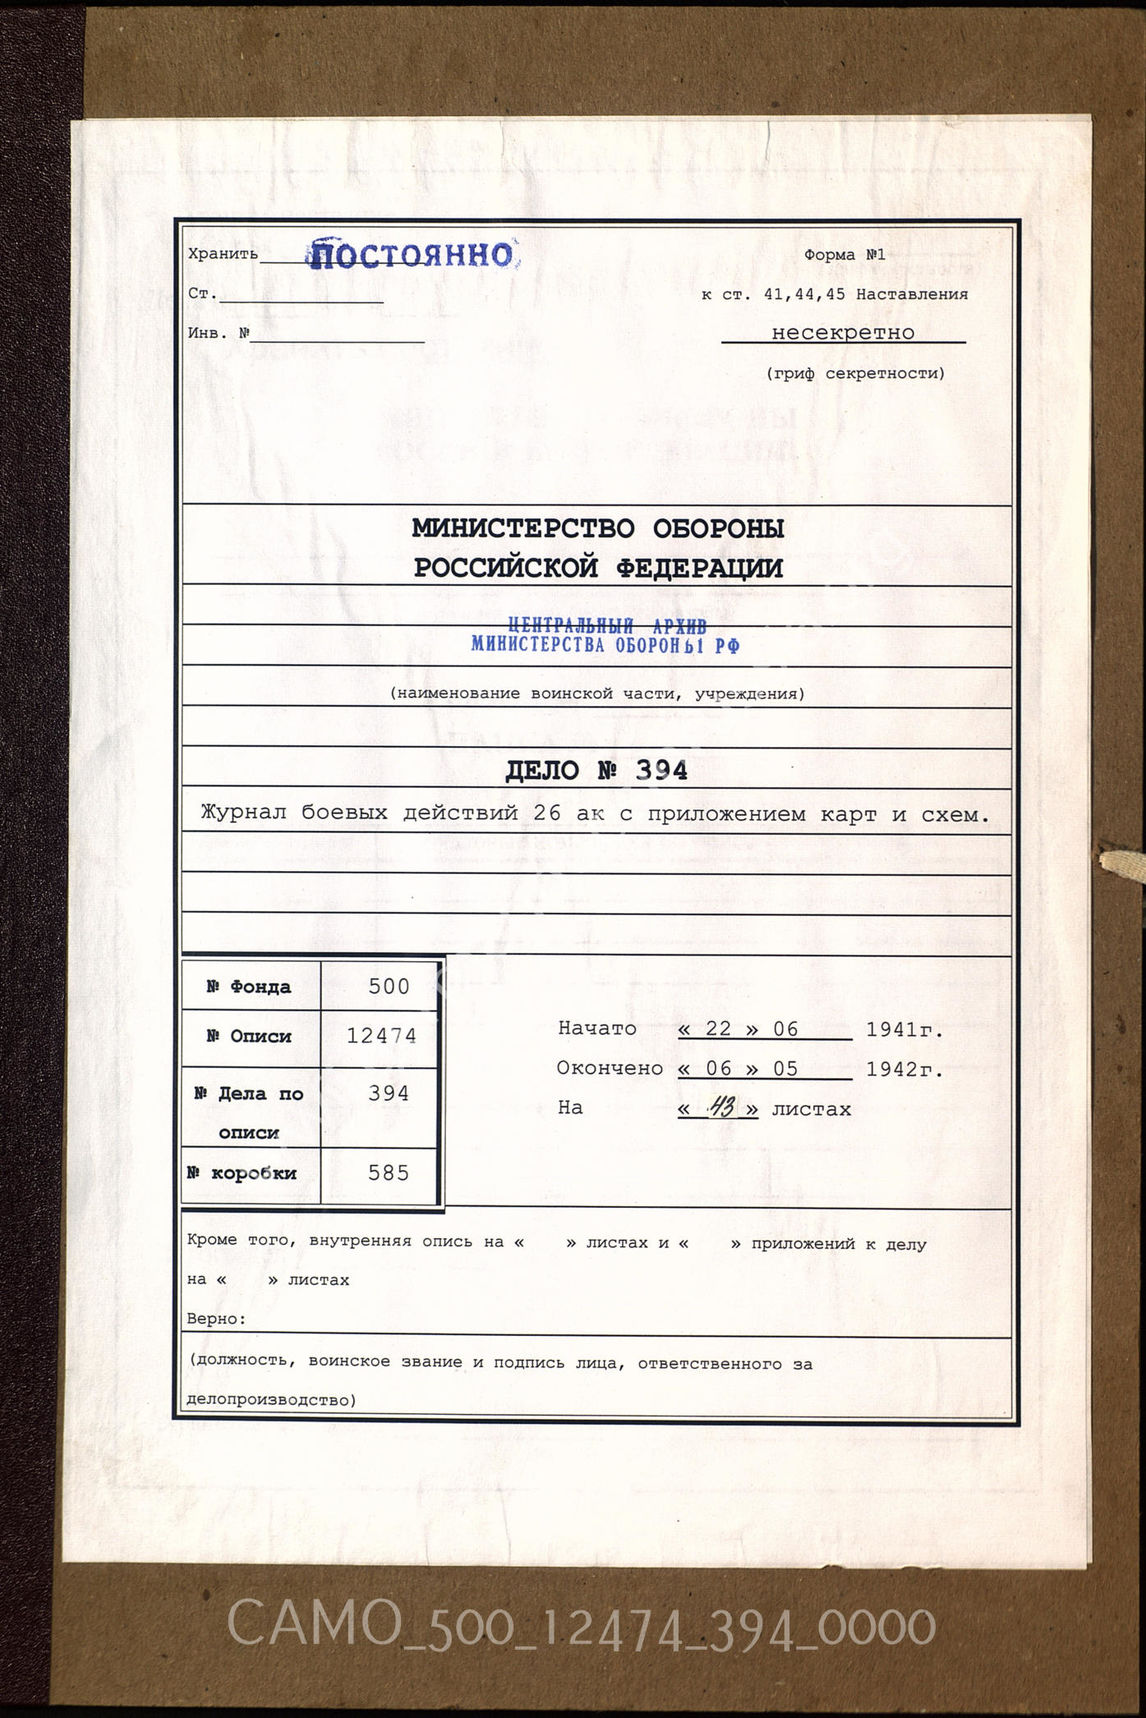 Хранить ПОСТОЯННО
Форма №1
Ст.
к ст. 41,44,45 Наставления
Инв. №
несекретно
(гриф секретности)
МИНИСТЕРСТВО ОБОРОНЫ
РОССИЙСКОЙ ФЕДЕРАЦИИ
ЦЕНТРАЛЬНЫЙ АРХИВ
МИНИСТЕРСТВА ОБОРОНЫ РФ
(наименование воинской части, учреждения)
ДЕЛО № 394
Журнал боевых действий 26 ак с приложением карт и схем.
№ Фонда 500
№ Описи 12474
№ Дела по описи 394
№ коробки 585
Начато « 22 » 06 1941г.
Окончено « 06 » 05 1942г.
На « 43 » листах
Кроме того, внутренняя опись на « » листах и « » приложений к делу
на « » листах
Верно:
(должность, воинское звание и подпись лица, ответственного за
делопроизводство)
CAMO_500_12474_394_0000